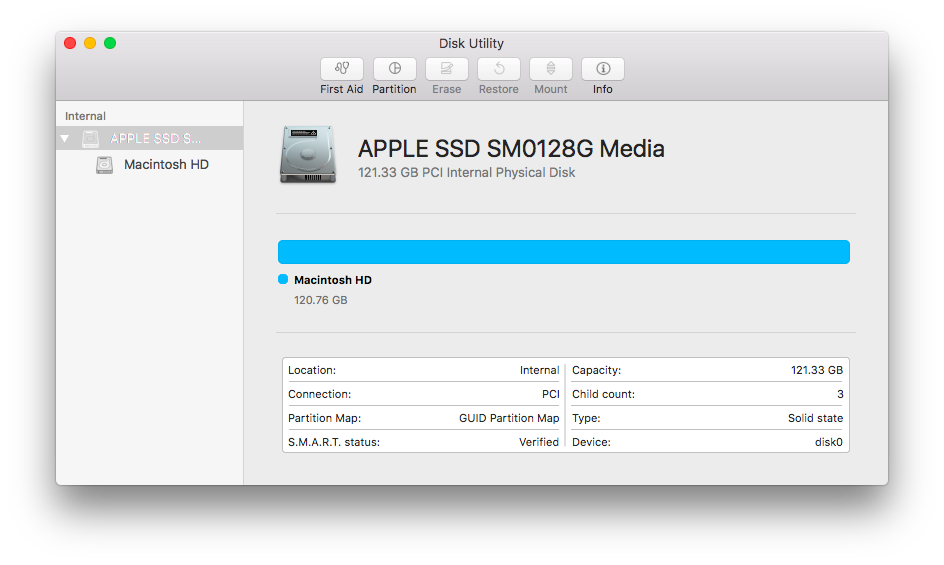 Disk Utility
First Aid Partition Erase Restore Mount Info
Internal
APPLE SSD S...
Macintosh HD
APPLE SSD SM0128G Media
121.33 GB PCI Internal Physical Disk
Macintosh HD
120.76 GB
Location: Internal Capacity: 121.33 GB
Connection: PCI Child count: 3
Partition Map: GUID Partition Map Type: Solid state
S.M.A.R.T. status: Verified Device: disk0